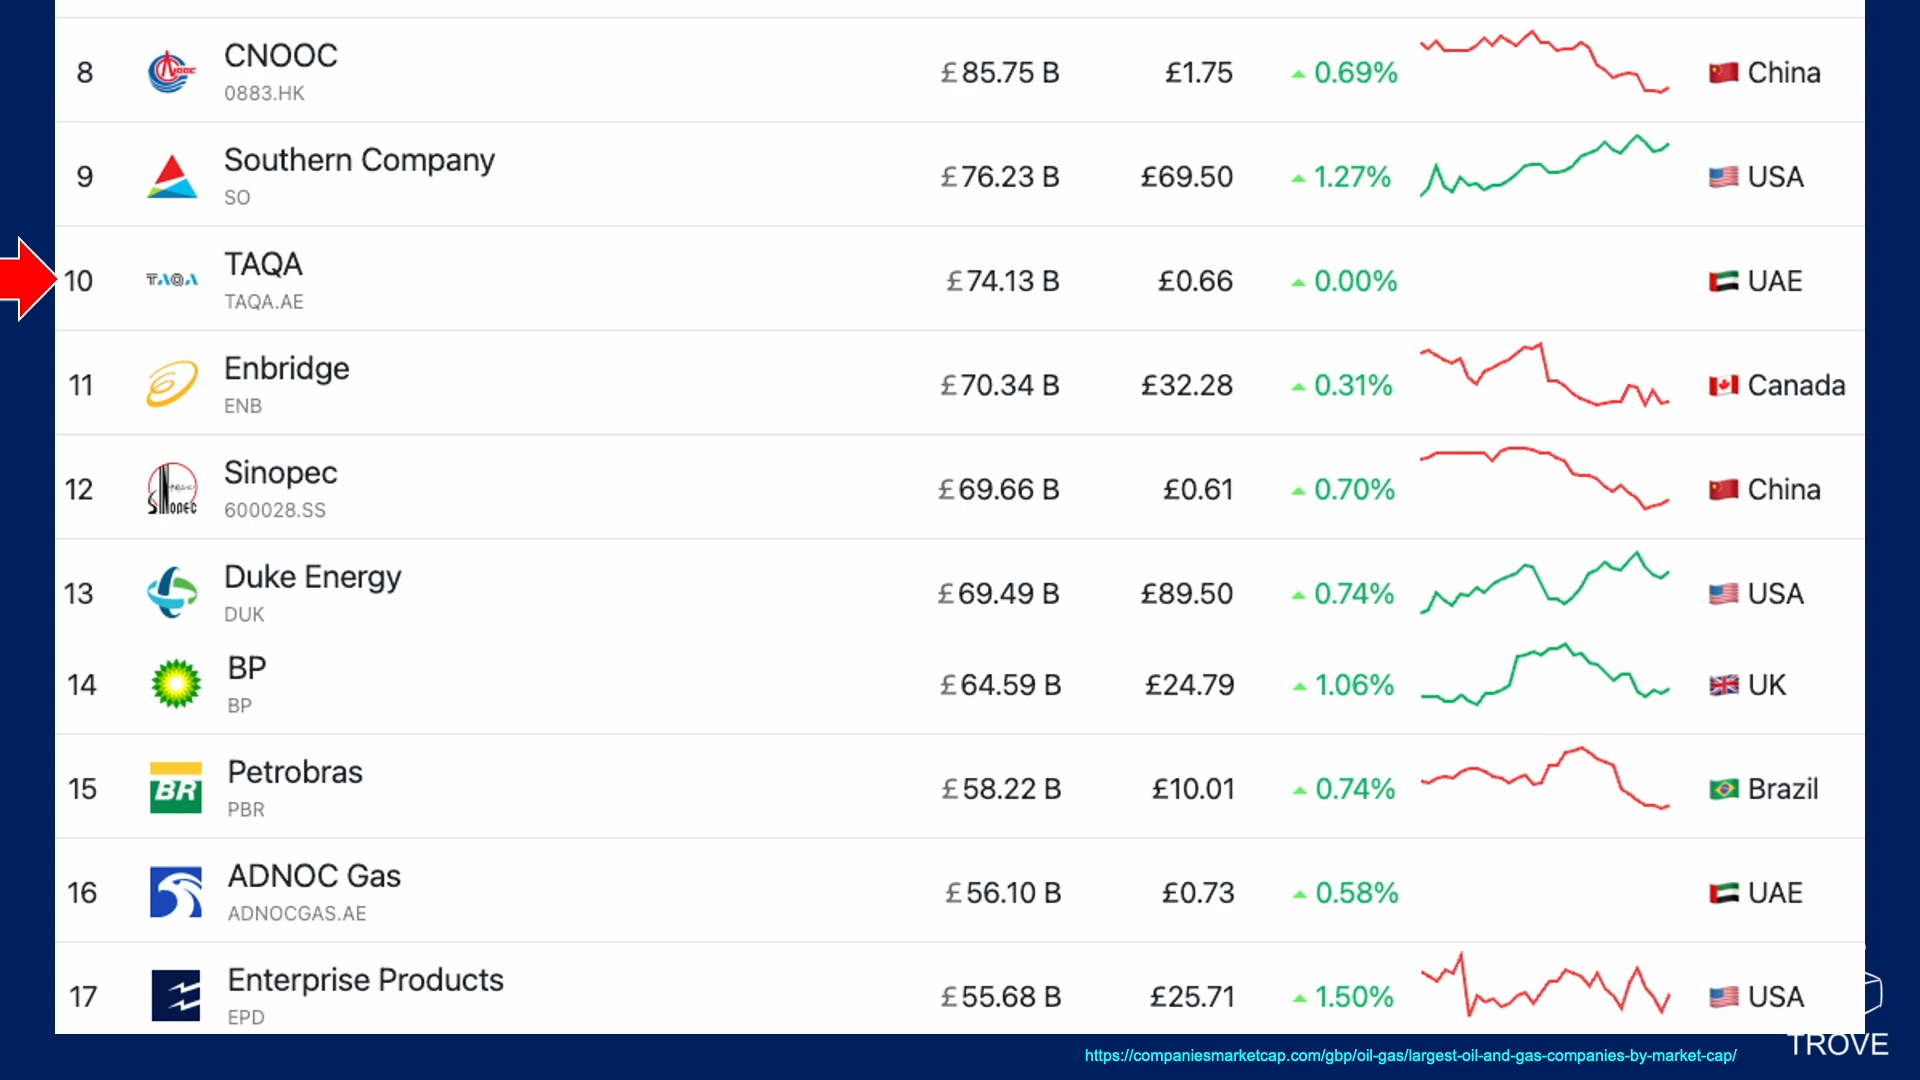 8 CNOOC £85.75 B £1.75 0.69% China
0883.HK
9 Southern Company £76.23 B £69.50 1.27% USA
SO
10 TAQA TAQA £74.13 B £0.66 0.00% UAE
TAQA.AE
11 Enbridge £70.34 B £32.28 0.31% Canada
ENB
12 Sinopec £69.66 B £0.61 0.70% China
600028.SS
13 Duke Energy £69.49 B £89.50 0.74% USA
DUK
14 BP £64.59 B £24.79 1.06% UK
BP
15 BR Petrobras £58.22 B £10.01 0.74% Brazil
PBR
16 ADNOC Gas £56.10 B £0.73 0.58% UAE
ADNOCGAS.AE
17 Enterprise Products £55.68 B £25.71 1.50% USA
EPD
https://companiesmarketcap.com/gbp/oil-gas/largest-oil-and-gas-companies-by-market-cap/
TROVE